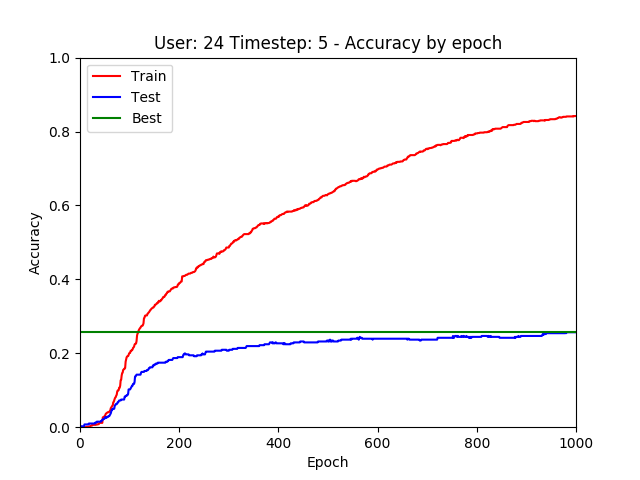 User: 24 Timestep: 5 - Accuracy by epoch
1.0
0.8
0.6
0.4
0.2
0.0
Accuracy
Train
Test
Best
0 200 400 600 800 1000
Epoch